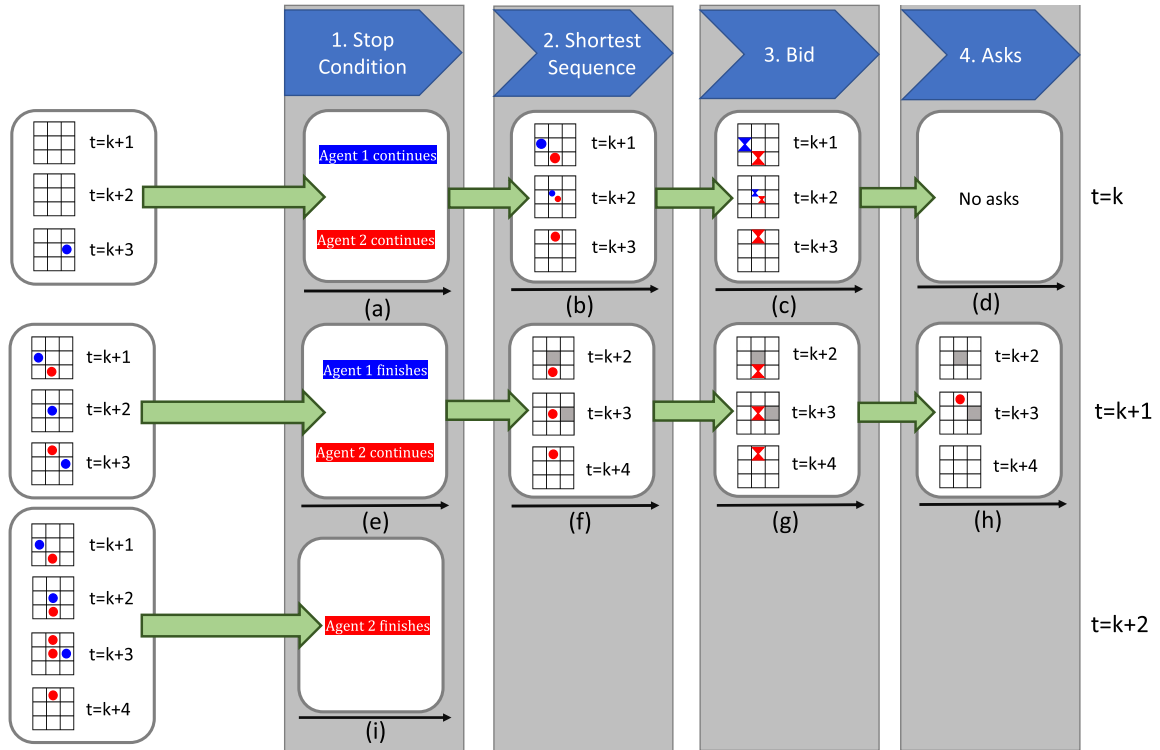 1. Stop
Condition
2. Shortest
Sequence
3. Bid
4. Asks
t=k+1
t=k+2
t=k+3
Agent 1 continues
Agent 2 continues
(a)
t=k+1
t=k+2
t=k+3
(b)
t=k+1
t=k+2
t=k+3
(c)
No asks
(d)
t=k
t=k+1
t=k+2
t=k+3
Agent 1 finishes
Agent 2 continues
(e)
t=k+2
t=k+3
t=k+4
(f)
t=k+2
t=k+3
t=k+4
(g)
t=k+2
t=k+3
t=k+4
(h)
t=k+1
t=k+1
t=k+2
t=k+3
t=k+4
Agent 2 finishes
(i)
t=k+2